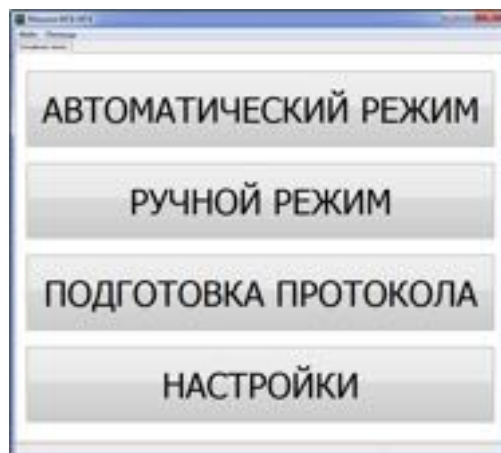 АВТОМАТИЧЕСКИЙ РЕЖИМ
РУЧНОЙ РЕЖИМ
ПОДГОТОВКА ПРОТОКОЛА
НАСТРОЙКИ